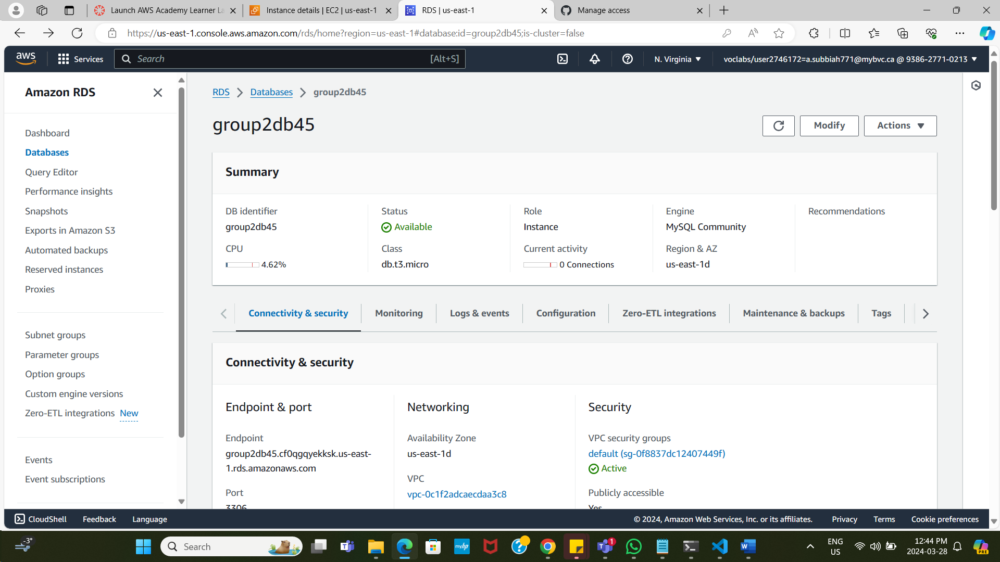 Launch AWS Academy Learner La
Instance details | EC2 | us-east-1
RDS | us-east-1
Manage access
https://us-east-1.console.aws.amazon.com/rds/home?region=us-east-1#database:id=group2db45;is-cluster=false
aws
Services
Search
[Alt+S]
N. Virginia
voclabs/user2746172=a.subbiah771@mybvc.ca @ 9386-2771-0213
Amazon RDS
Dashboard
Databases
Query Editor
Performance insights
Snapshots
Exports in Amazon S3
Automated backups
Reserved instances
Proxies
Subnet groups
Parameter groups
Option groups
Custom engine versions
Zero-ETL integrations New
Events
Event subscriptions
RDS
Databases
group2db45
group2db45
Modify
Actions
Summary
DB identifier
group2db45
Status
Available
Role
Instance
Engine
MySQL Community
Recommendations
CPU
4.62%
Class
db.t3.micro
Current activity
0 Connections
Region & AZ
us-east-1d
Connectivity & security
Monitoring
Logs & events
Configuration
Zero-ETL integrations
Maintenance & backups
Tags
Connectivity & security
Endpoint & port
Endpoint
group2db45.cf0qgqyekksk.us-east-
1.rds.amazonaws.com
Port
3306
Networking
Availability Zone
us-east-1d
VPC
vpc-0c1f2adcaecdaa3c8
Security
VPC security groups
default (sg-0f8837dc12407449f)
Active
Publicly accessible
Yes
CloudShell
Feedback
Language
© 2024, Amazon Web Services, Inc. or its affiliates.
Privacy
Terms
Cookie preferences
-3°
Search
myhp
1
ENG
US
12:44 PM
2024-03-28
PRE